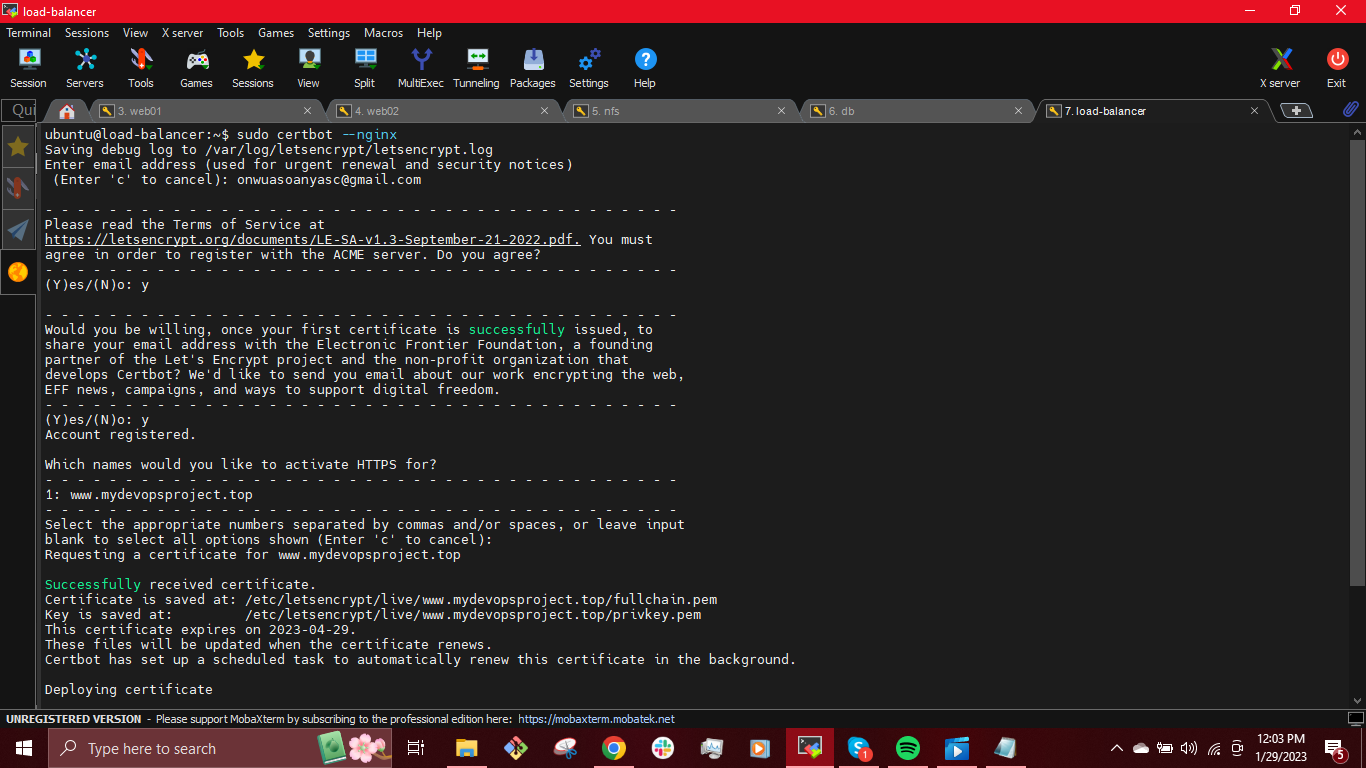 load-balancer
Terminal Sessions View X server Tools Games Settings Macros Help
Session Servers Tools Games Sessions View Split MultiExec Tunneling Packages Settings Help X server Exit
Qui
3. web01
4. web02
5. nfs
6. db
7. load-balancer
ubuntu@load-balancer:~$ sudo certbot --nginx
Saving debug log to /var/log/letsencrypt/letsencrypt.log
Enter email address (used for urgent renewal and security notices)
(Enter 'c' to cancel): onwuasoanyasc@gmail.com
- - - - - - - - - - - - - - - - - - - - - - - - - - - - - - - - - - - - - - - -
Please read the Terms of Service at
https://letsencrypt.org/documents/LE-SA-v1.3-September-21-2022.pdf. You must
agree in order to register with the ACME server. Do you agree?
- - - - - - - - - - - - - - - - - - - - - - - - - - - - - - - - - - - - - - - -
(Y)es/(N)o: y
- - - - - - - - - - - - - - - - - - - - - - - - - - - - - - - - - - - - - - - -
Would you be willing, once your first certificate is successfully issued, to
share your email address with the Electronic Frontier Foundation, a founding
partner of the Let's Encrypt project and the non-profit organization that
develops Certbot? We'd like to send you email about our work encrypting the web,
EFF news, campaigns, and ways to support digital freedom.
- - - - - - - - - - - - - - - - - - - - - - - - - - - - - - - - - - - - - - - -
(Y)es/(N)o: y
Account registered.
Which names would you like to activate HTTPS for?
- - - - - - - - - - - - - - - - - - - - - - - - - - - - - - - - - - - - - - - -
1: www.mydevopsproject.top
- - - - - - - - - - - - - - - - - - - - - - - - - - - - - - - - - - - - - - - -
Select the appropriate numbers separated by commas and/or spaces, or leave input
blank to select all options shown (Enter 'c' to cancel):
Requesting a certificate for www.mydevopsproject.top
Successfully received certificate.
Certificate is saved at: /etc/letsencrypt/live/www.mydevopsproject.top/fullchain.pem
Key is saved at: /etc/letsencrypt/live/www.mydevopsproject.top/privkey.pem
This certificate expires on 2023-04-29.
These files will be updated when the certificate renews.
Certbot has set up a scheduled task to automatically renew this certificate in the background.
Deploying certificate
UNREGISTERED VERSION - Please support MobaXterm by subscribing to the professional edition here: https://mobaxterm.mobatek.net
Type here to search
1
12:03 PM
1/29/2023
5